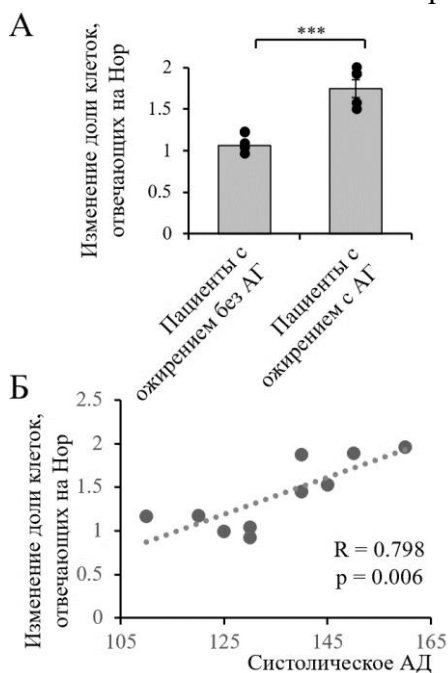 А
***
Изменение доли клеток,
отвечающих на Нор
2
1.5
1
0.5
0
Пациенты с
ожирением без АГ
Пациенты с
ожирением с АГ
Б
Изменение доли клеток,
отвечающих на Нор
2.5
2
1.5
1
0.5
0
R = 0.798
p = 0.006
105
125
145
165
Систолическое АД